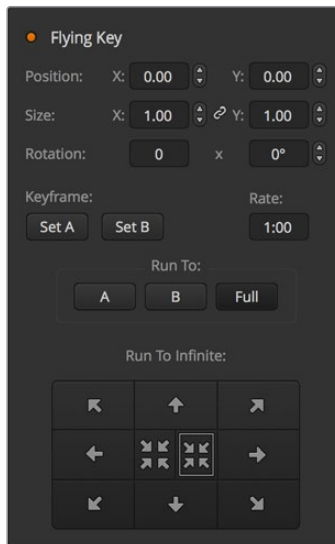 Flying Key
Position: X: 0.00 Y: 0.00
Size: X: 1.00 Y: 1.00
Rotation: 0 x 0°
Keyframe: Rate:
Set A Set B 1:00
Run To:
A B Full
Run To Infinite: